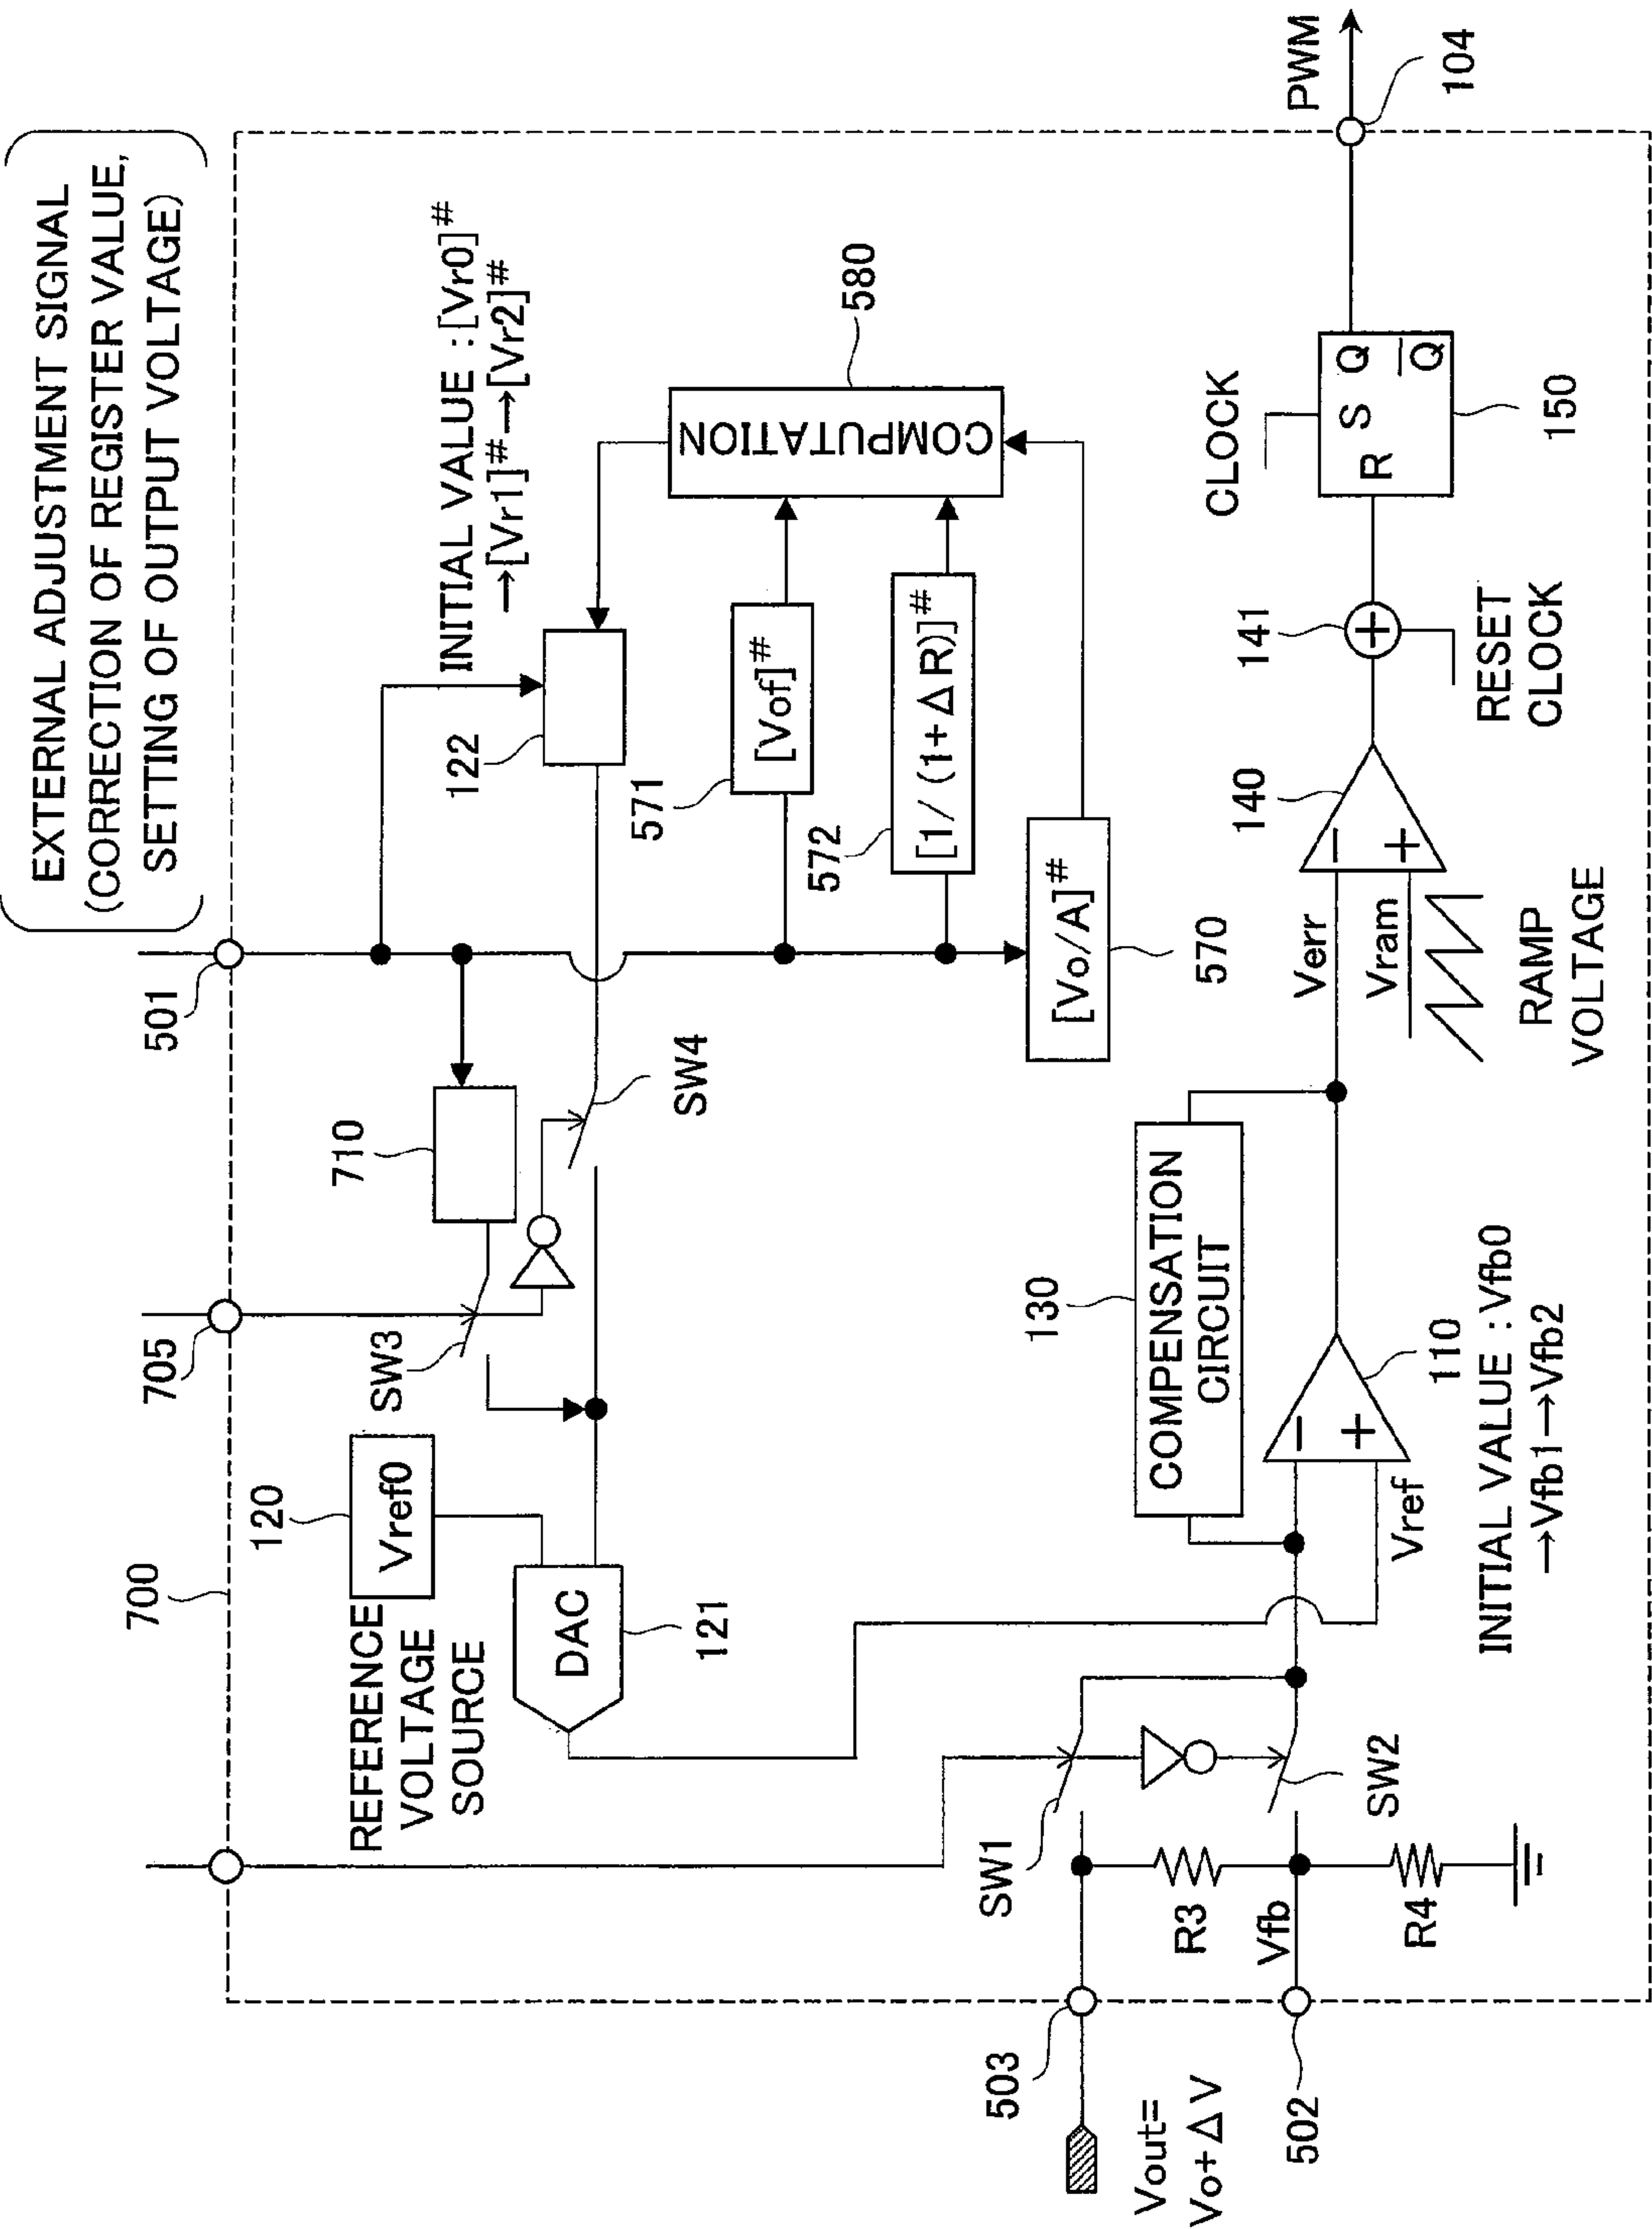 EXTERNAL ADJUSTMENT SIGNAL
(CORRECTION OF REGISTER VALUE,
SETTING OF OUTPUT VOLTAGE)
700
705
501
120
REFERENCE
VOLTAGE
SOURCE
Vref0
SW3
710
INITIAL VALUE : [Vr0]#
→[Vr1]#→[Vr2]#
122
DAC
121
SW4
571
[Vof]#
580
COMPUTATION
572
[1/(1+ΔR)]#
570
[Vo/A]#
503
Vout=
Vo+ΔV
502
SW1
R3
Vfb
R4
SW2
130
COMPENSATION
CIRCUIT
−
+
Vref
110
INITIAL VALUE : Vfb0
→Vfb1→Vfb2
Verr
Vram
RAMP
VOLTAGE
140
−
+
141
+
RESET
CLOCK
CLOCK
R S Q
Q̅
150
PWM
104